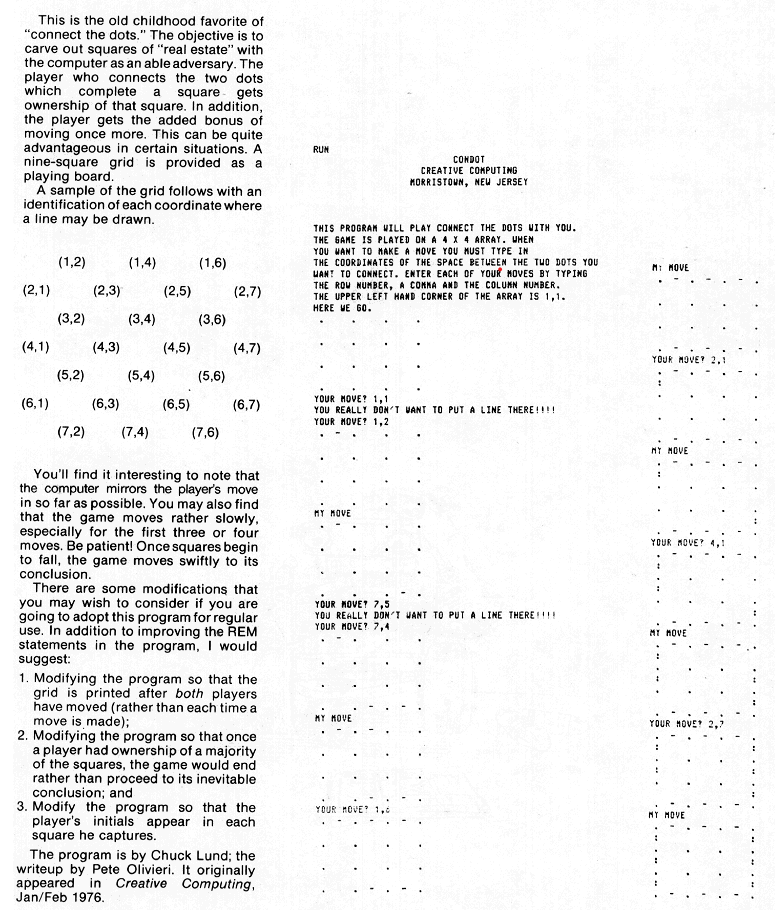 This is the old childhood favorite of
“connect the dots.” The objective is to
carve out squares of “real estate” with
the computer as an able adversary. The
player who connects the two dots
which complete a square gets
ownership of that square. In addition,
the player gets the added bonus of
moving once more. This can be quite
advantageous in certain situations. A
nine-square grid is provided as a
playing board.
A sample of the grid follows with an
identification of each coordinate where
a line may be drawn.
(1,2) (1,4) (1,6)
(2,1) (2,3) (2,5) (2,7)
(3,2) (3,4) (3,6)
(4,1) (4,3) (4,5) (4,7)
(5,2) (5,4) (5,6)
(6,1) (6,3) (6,5) (6,7)
(7,2) (7,4) (7,6)
You’ll find it interesting to note that
the computer mirrors the player’s move
in so far as possible. You may also find
that the game moves rather slowly,
especially for the first three or four
moves. Be patient! Once squares begin
to fall, the game moves swiftly to its
conclusion.
There are some modifications that
you may wish to consider if you are
going to adopt this program for regular
use. In addition to improving the REM
statements in the program, I would
suggest:
1. Modifying the program so that the
grid is printed after both players
have moved (rather than each time a
move is made);
2. Modifying the program so that once
a player had ownership of a majority
of the squares, the game would end
rather than proceed to its inevitable
conclusion; and
3. Modify the program so that the
player’s initials appear in each
square he captures.
The program is by Chuck Lund; the
writeup by Pete Olivieri. It originally
appeared in Creative Computing,
Jan/Feb 1976.
RUN
CONDOT
CREATIVE COMPUTING
MORRISTOWN, NEW JERSEY
THIS PROGRAM WILL PLAY CONNECT THE DOTS WITH YOU.
THE GAME IS PLAYED ON A 4 X 4 ARRAY. WHEN
YOU WANT TO MAKE A MOVE YOU MUST TYPE IN
THE COORDINATES OF THE SPACE BETWEEN THE TWO DOTS YOU
WANT TO CONNECT. ENTER EACH OF YOUR MOVES BY TYPING
THE ROW NUMBER, A COMMA AND THE COLUMN NUMBER.
THE UPPER LEFT HAND CORNER OF THE ARRAY IS 1,1.
HERE WE GO.
. . . .
. . . .
. . . .
. . . .
YOUR MOVE? 1,1
YOU REALLY DON'T WANT TO PUT A LINE THERE!!!!
YOUR MOVE? 1,2
. - . . .
. . . .
. . . .
. . . .
MY MOVE
. - . . .
. . . .
. . . .
. . . - .
YOUR MOVE? 7,5
YOU REALLY DON'T WANT TO PUT A LINE THERE!!!!
YOUR MOVE? 7,4
. - . . .
. . . .
. . . .
. . - . - .
MY MOVE
. - . - . .
. . . .
. . . .
. . - . - .
YOUR MOVE? 1,6
. - . - . - .
. . . .
. . . .
. . - . - .
MY MOVE
. - . - . - .
. . . .
. . . .
. - . - . - .
YOUR MOVE? 2,1
. - . - . - .
:
. . . .
. . . .
. - . - . - .
MY MOVE
. - . - . - .
:
. . . .
. . . .
:
. - . - . - .
YOUR MOVE? 4,1
. - . - . - .
:
. . . .
:
. . . .
:
. - . - . - .
MY MOVE
. - . - . - .
:
. . . .
: :
. . . .
:
. - . - . - .
YOUR MOVE? 2,7
. - . - . - .
: :
. . . .
: :
. . . .
:
. - . - . - .
MY MOVE
. - . - . - .
: :
. . . .
: :
. . . .
: :
. - . - . - .